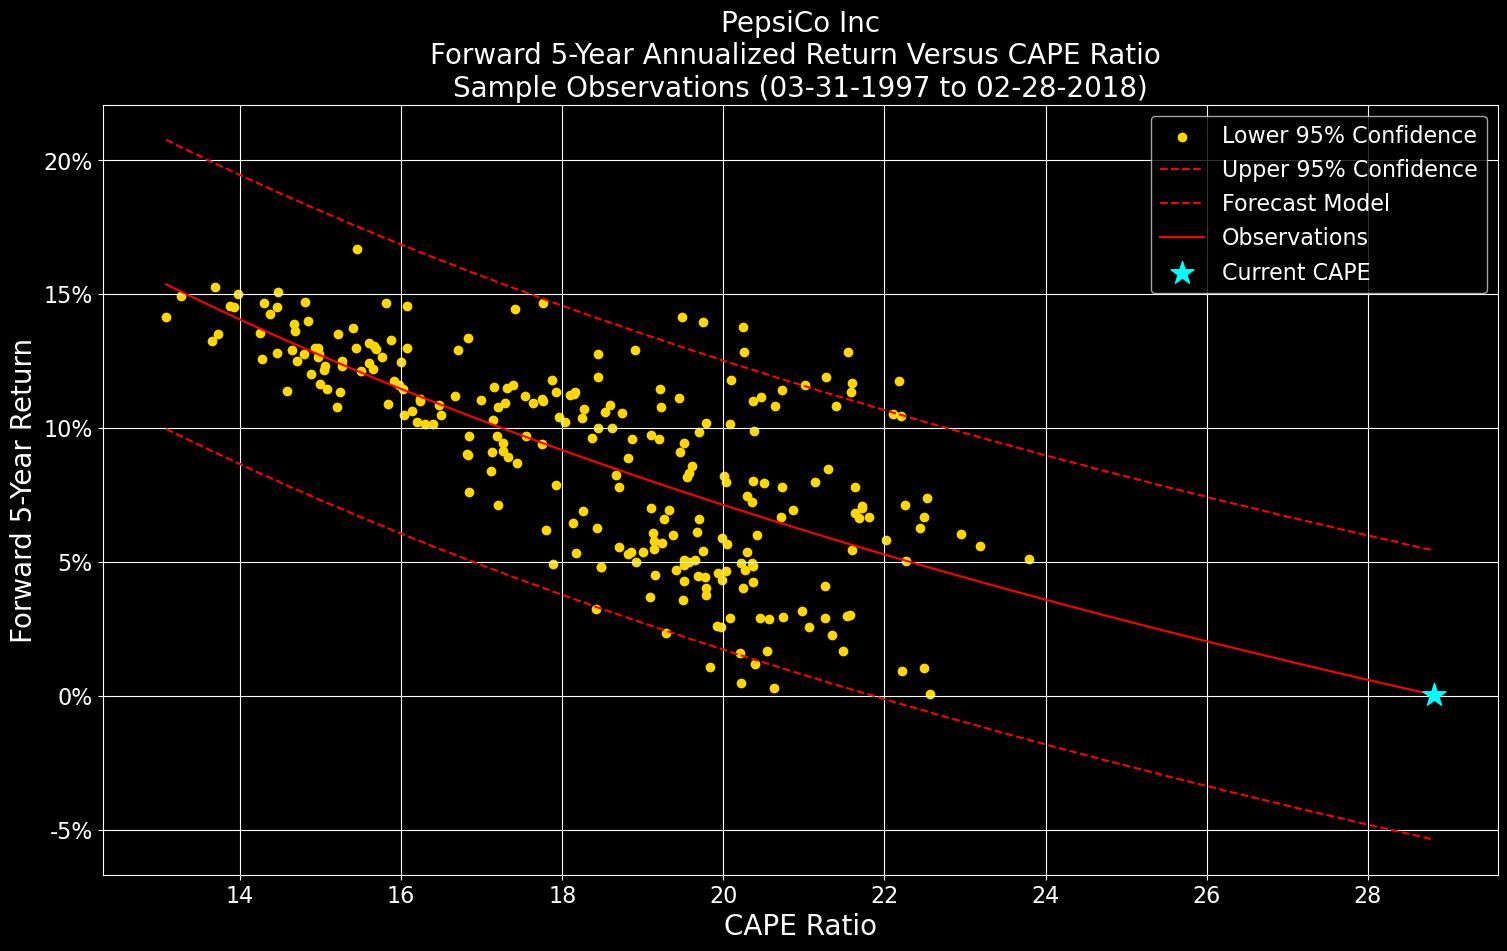 PepsiCo Inc
Forward 5-Year Annualized Return Versus CAPE Ratio
Sample Observations (03-31-1997 to 02-28-2018)
Lower 95% Confidence
Upper 95% Confidence
Forecast Model
Observations
Current CAPE
Forward 5-Year Return
20%
15%
10%
5%
0%
-5%
14 16 18 20 22 24 26 28
CAPE Ratio